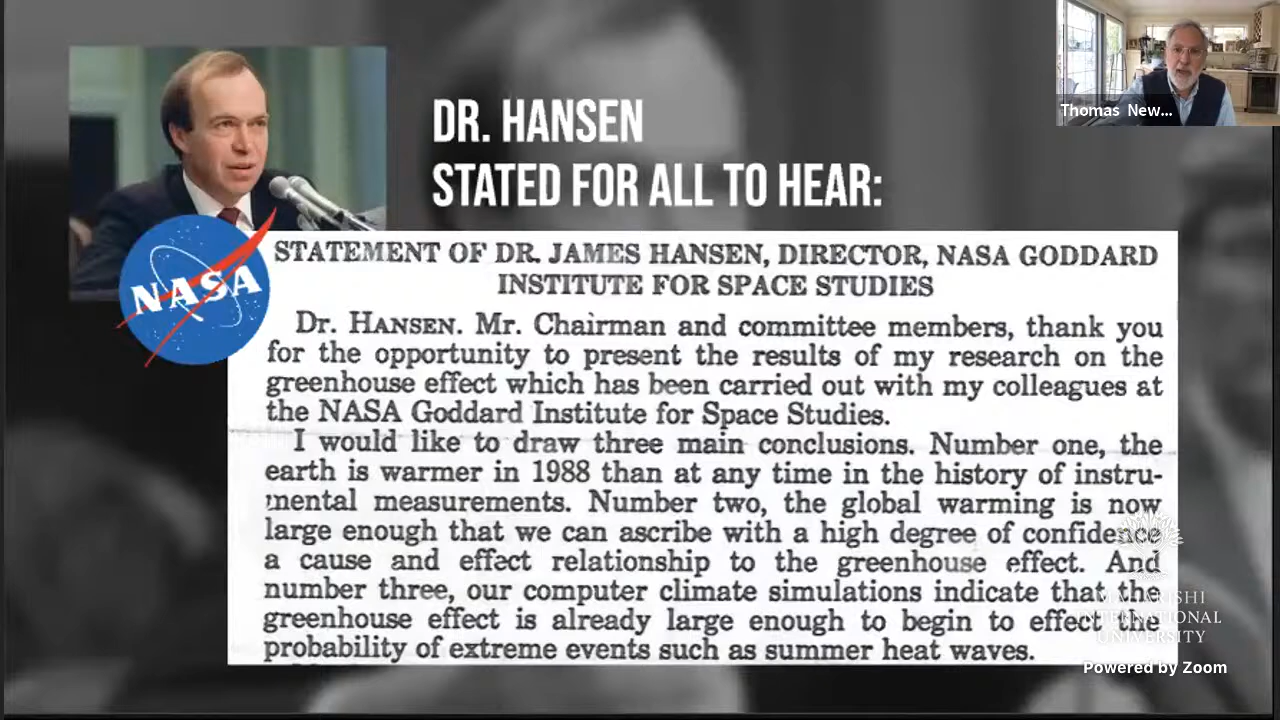 DR. HANSEN
STATED FOR ALL TO HEAR:
Thomas New...
NASA
STATEMENT OF DR. JAMES HANSEN, DIRECTOR, NASA GODDARD
INSTITUTE FOR SPACE STUDIES
Dr. HANSEN. Mr. Chairman and committee members, thank you
for the opportunity to present the results of my research on the
greenhouse effect which has been carried out with my colleagues at
the NASA Goddard Institute for Space Studies.
I would like to draw three main conclusions. Number one, the
earth is warmer in 1988 than at any time in the history of instru-
mental measurements. Number two, the global warming is now
large enough that we can ascribe with a high degree of confidence
a cause and effect relationship to the greenhouse effect. And
number three, our computer climate simulations indicate that the
greenhouse effect is already large enough to begin to effect the
probability of extreme events such as summer heat waves.
MAHARISHI
INTERNATIONAL
UNIVERSITY
Powered by Zoom